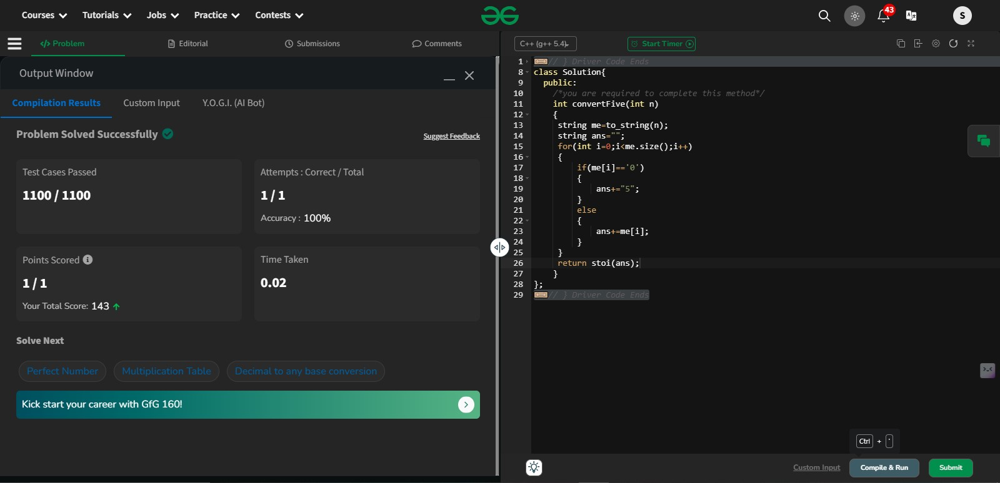 Courses Tutorials Jobs Practice Contests 43 S
Problem Editorial Submissions Comments
Output Window
Compilation Results Custom Input Y.O.G.I. (AI Bot)
Problem Solved Successfully Suggest Feedback
Test Cases Passed
1100 / 1100
Attempts : Correct / Total
1 / 1
Accuracy : 100%
Points Scored
1 / 1
Your Total Score: 143
Time Taken
0.02
Solve Next
Perfect Number Multiplication Table Decimal to any base conversion
Kick start your career with GfG 160!
C++ (g++ 5.4) Start Timer
1 // } Driver Code Ends
8 class Solution{
9 public:
10 /*you are required to complete this method*/
11 int convertFive(int n)
12 {
13 string me=to_string(n);
14 string ans="";
15 for(int i=0;i<me.size();i++)
16 {
17 if(me[i]=='0')
18 {
19 ans+="5";
20 }
21 else
22 {
23 ans+=me[i];
24 }
25 }
26 return stoi(ans);
27 }
28 };
29 // } Driver Code Ends
Ctrl + '
Custom Input Compile & Run Submit